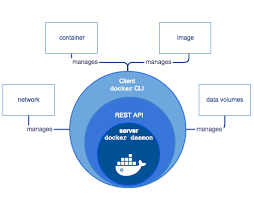 container
image
manages
manages
Client
docker CLI
network
data volumes
REST API
manages
server
docker daemon
manages